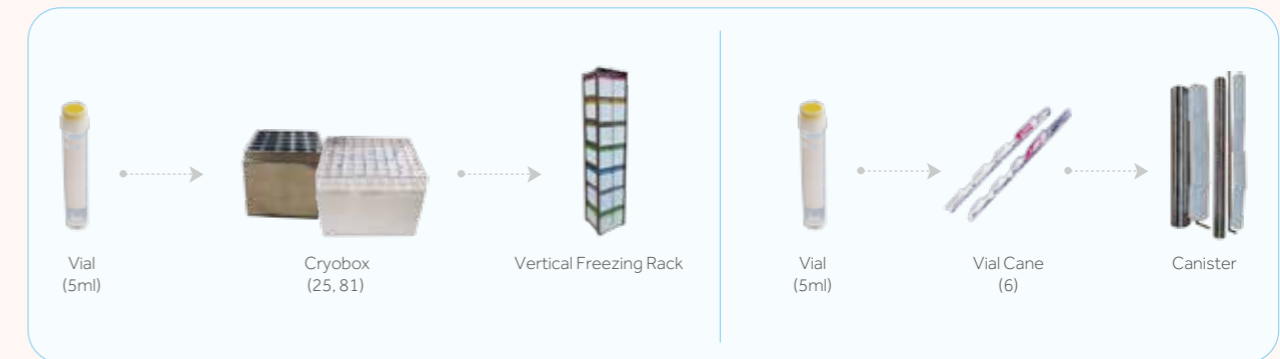 Vial
(5ml)
Cryobox
(25, 81)
Vertical Freezing Rack
Vial
(5ml)
Vial Cane
(6)
Canister